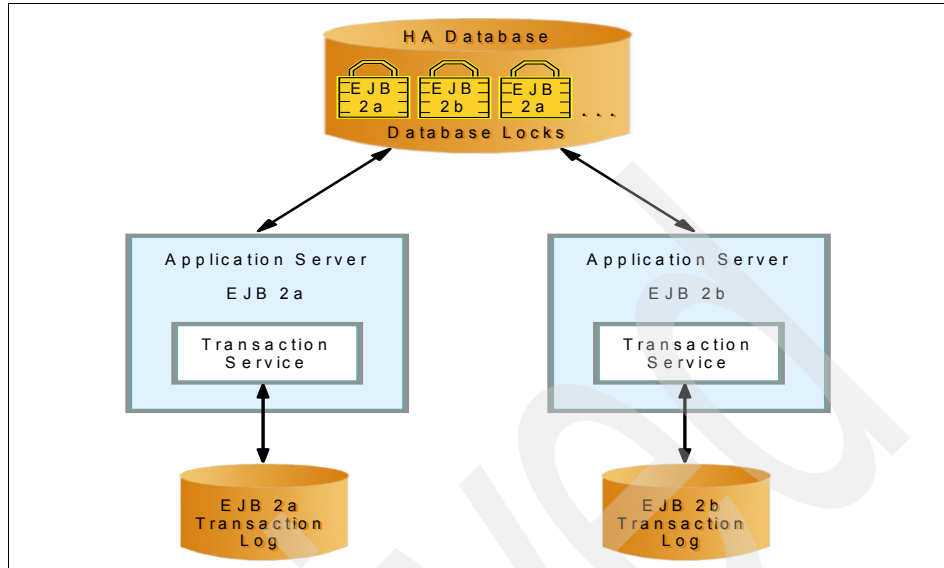 HA Database
EJB
2a
EJB
2b
EJB
2a
. . .
Database Locks
Application Server
EJB 2a
Transaction
Service
Application Server
EJB 2b
Transaction
Service
EJB 2a
Transaction
Log
EJB 2b
Transaction
Log